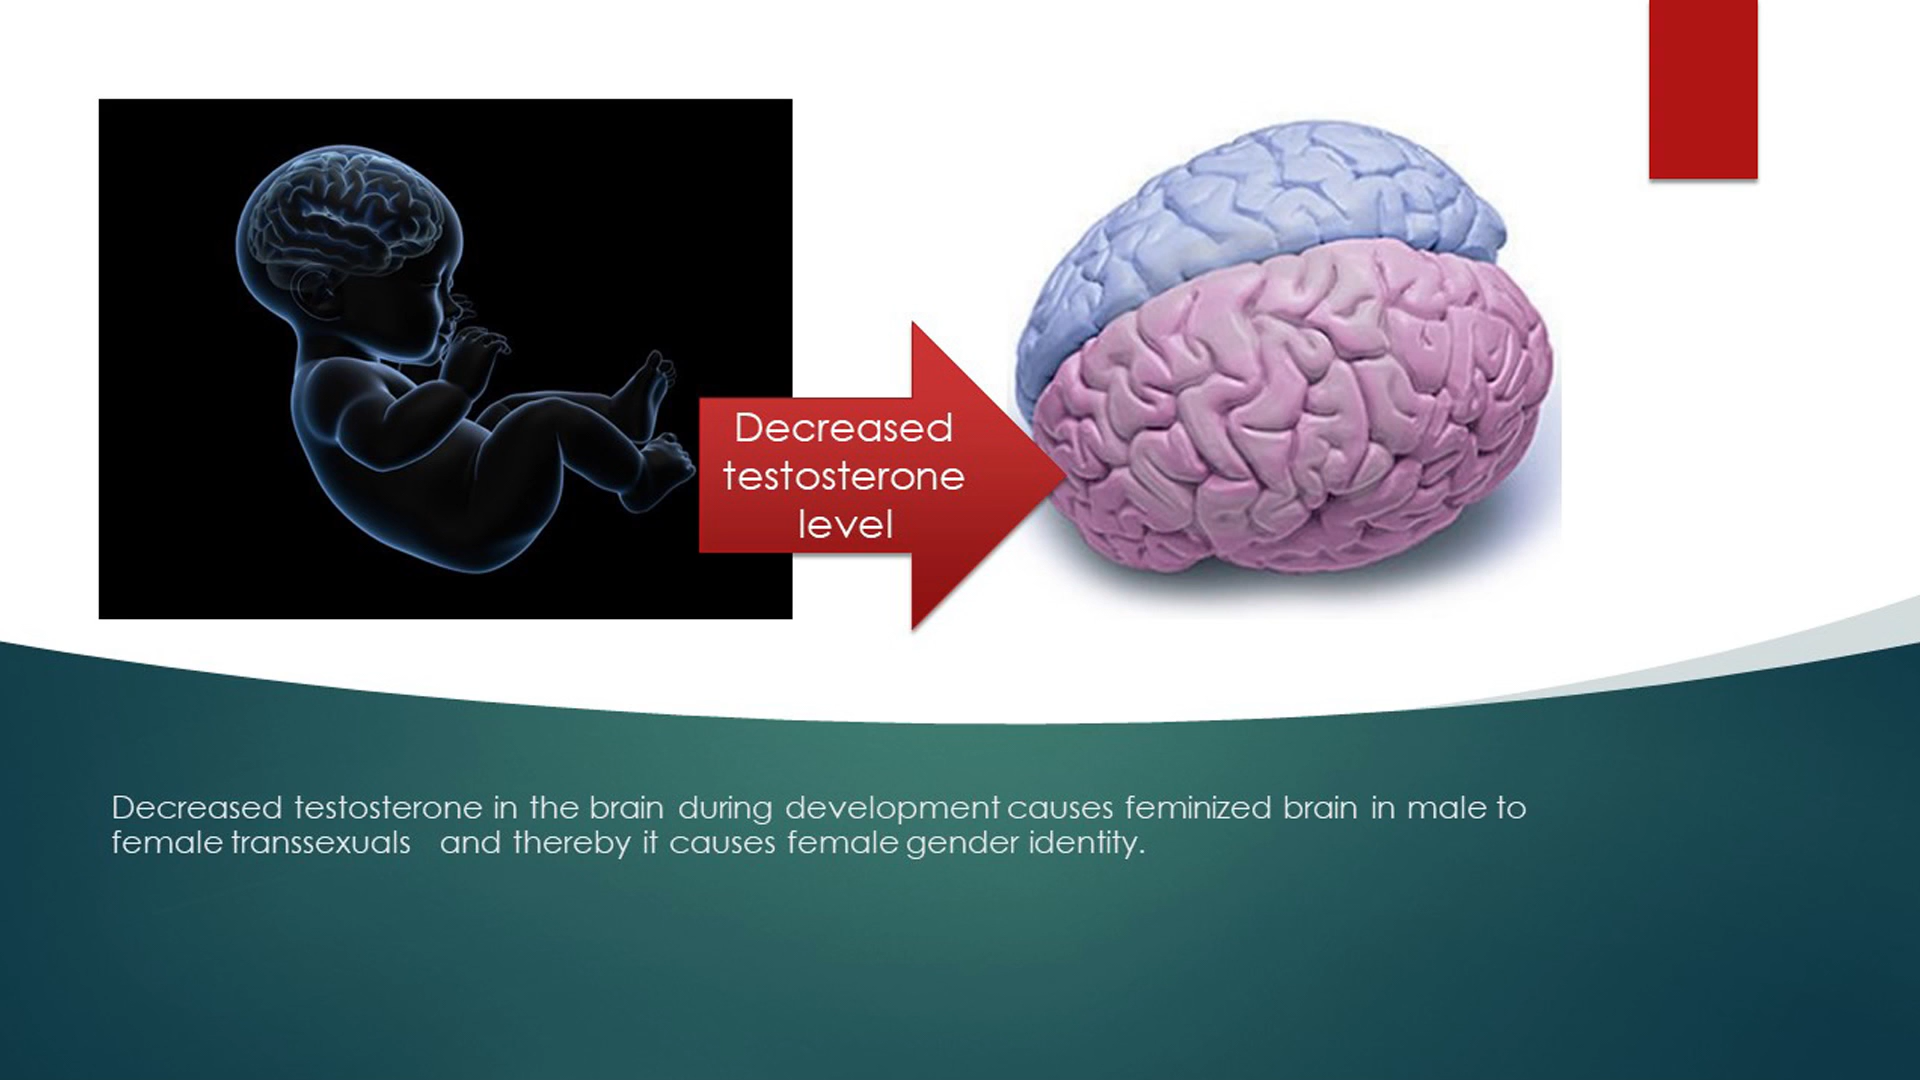 Decreased
testosterone
level
Decreased testosterone in the brain during development causes feminized brain in male to
female transsexuals and thereby it causes female gender identity.